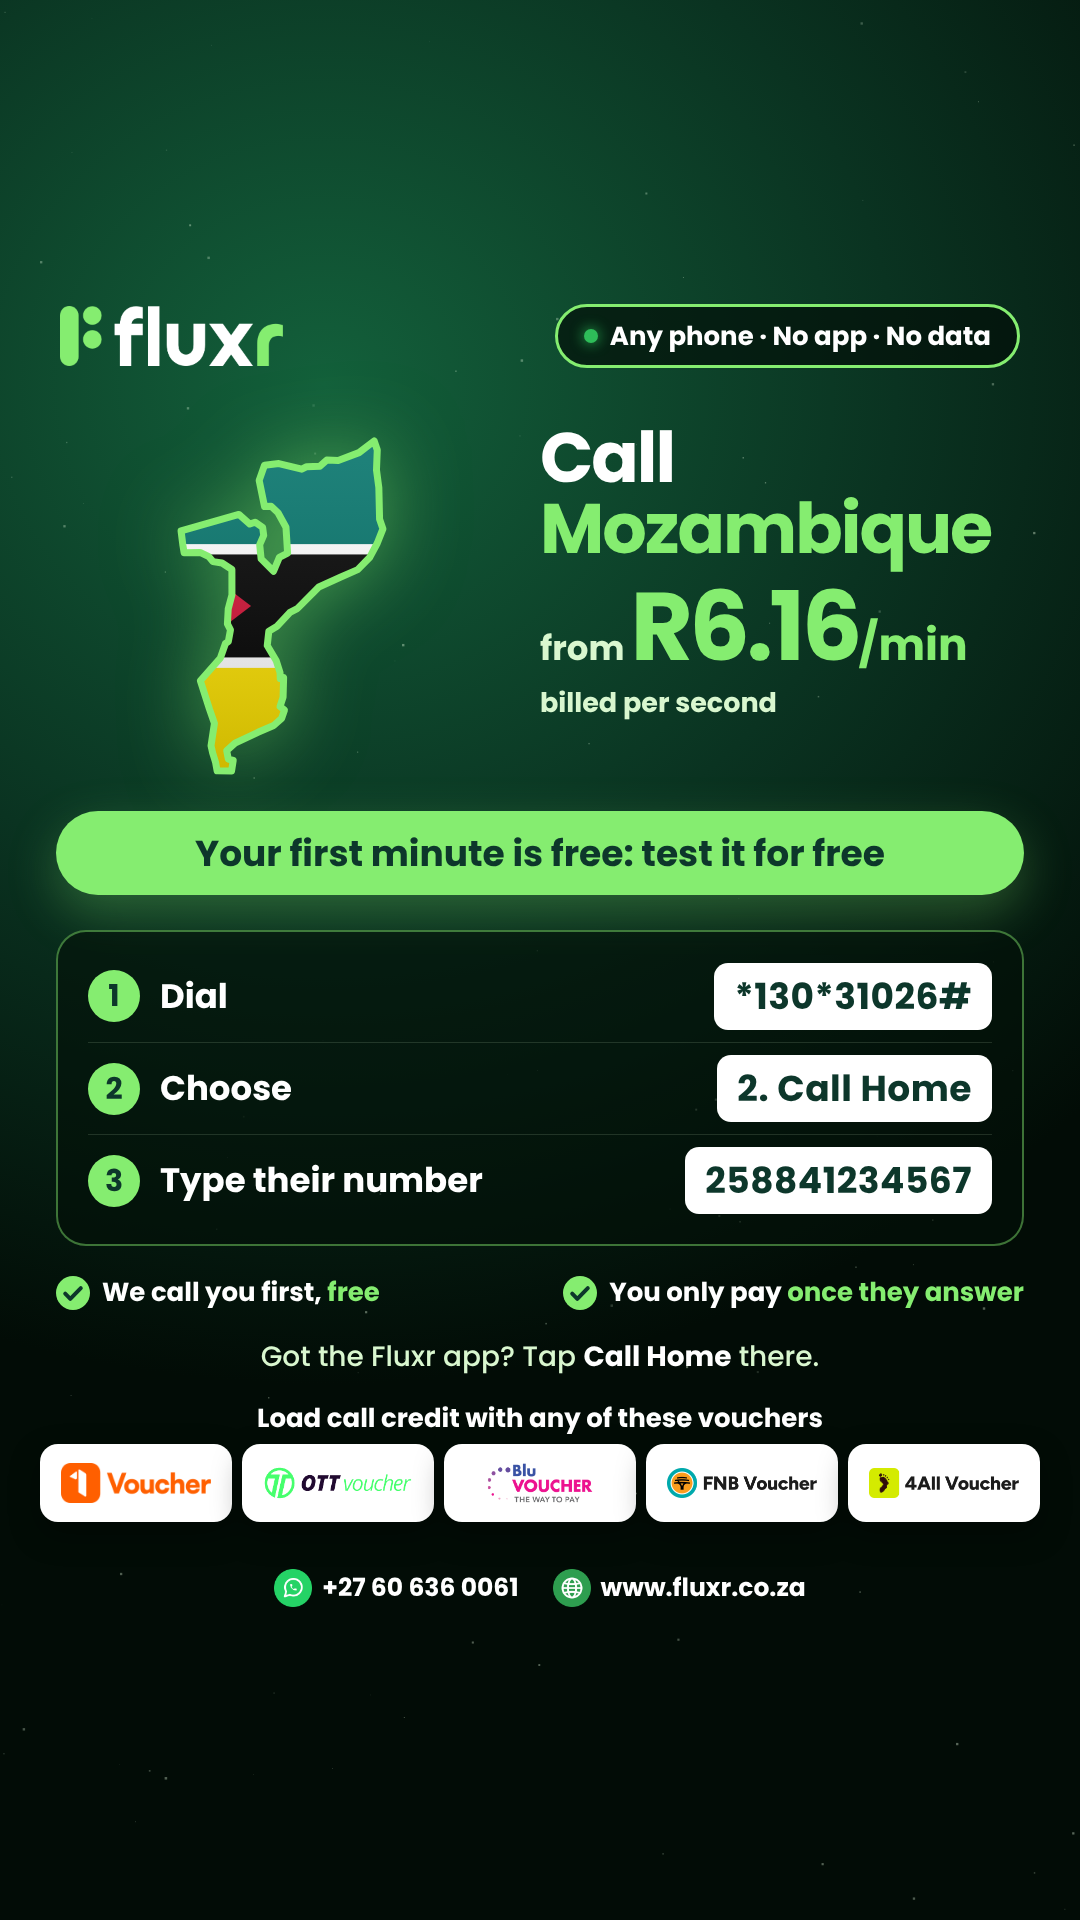 fluxr
Any phone · No app · No data
Call
Mozambique
from R6.16/min
billed per second
Your first minute is free: test it for free
1 Dial *130*31026#
2 Choose 2. Call Home
3 Type their number 258841234567
We call you first, free
You only pay once they answer
Got the Fluxr app? Tap Call Home there.
Load call credit with any of these vouchers
1 Voucher
OTT voucher
Blu
VOUCHER
THE WAY TO PAY
FNB Voucher
4All Voucher
+27 60 636 0061
www.fluxr.co.za